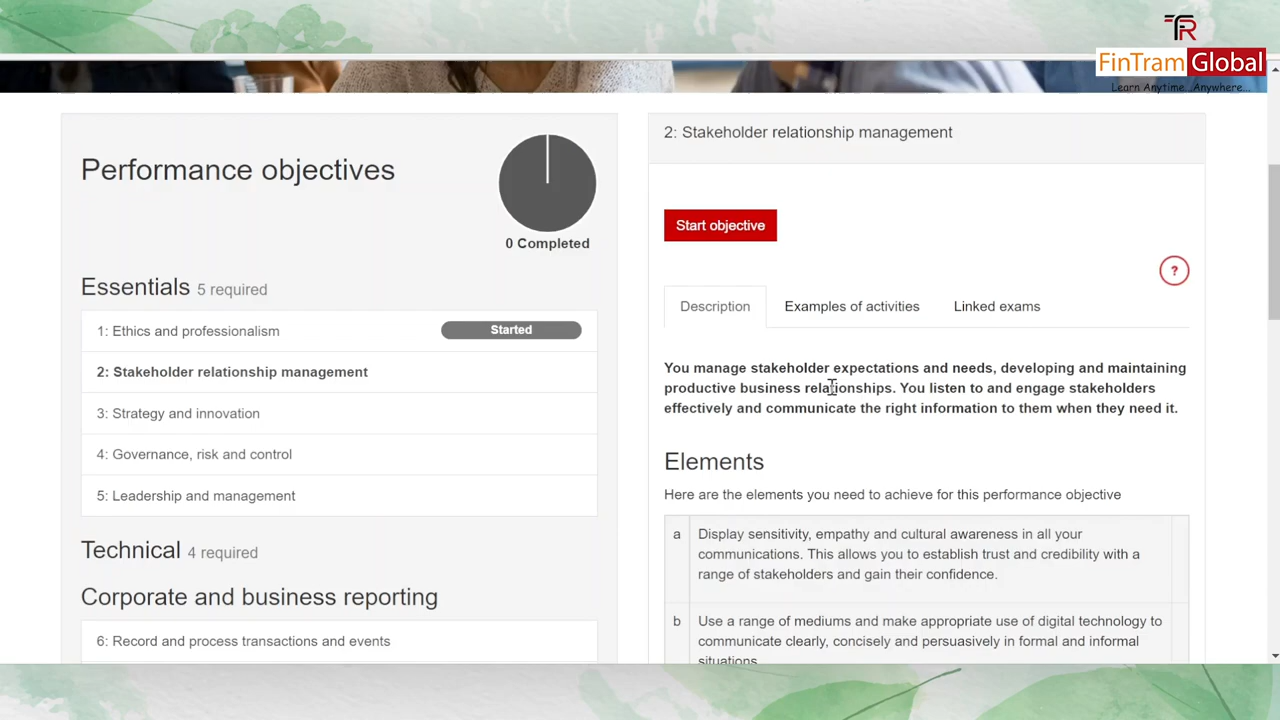 TR
FinTram Global
Learn Anytime...Anywhere...
Performance objectives
0 Completed
Essentials 5 required
1: Ethics and professionalism Started
2: Stakeholder relationship management
3: Strategy and innovation
4: Governance, risk and control
5: Leadership and management
Technical 4 required
Corporate and business reporting
6: Record and process transactions and events
2: Stakeholder relationship management
Start objective
?
Description Examples of activities Linked exams
You manage stakeholder expectations and needs, developing and maintaining
productive business relationships. You listen to and engage stakeholders
effectively and communicate the right information to them when they need it.
Elements
Here are the elements you need to achieve for this performance objective
a Display sensitivity, empathy and cultural awareness in all your
communications. This allows you to establish trust and credibility with a
range of stakeholders and gain their confidence.
b Use a range of mediums and make appropriate use of digital technology to
communicate clearly, concisely and persuasively in formal and informal
situations.